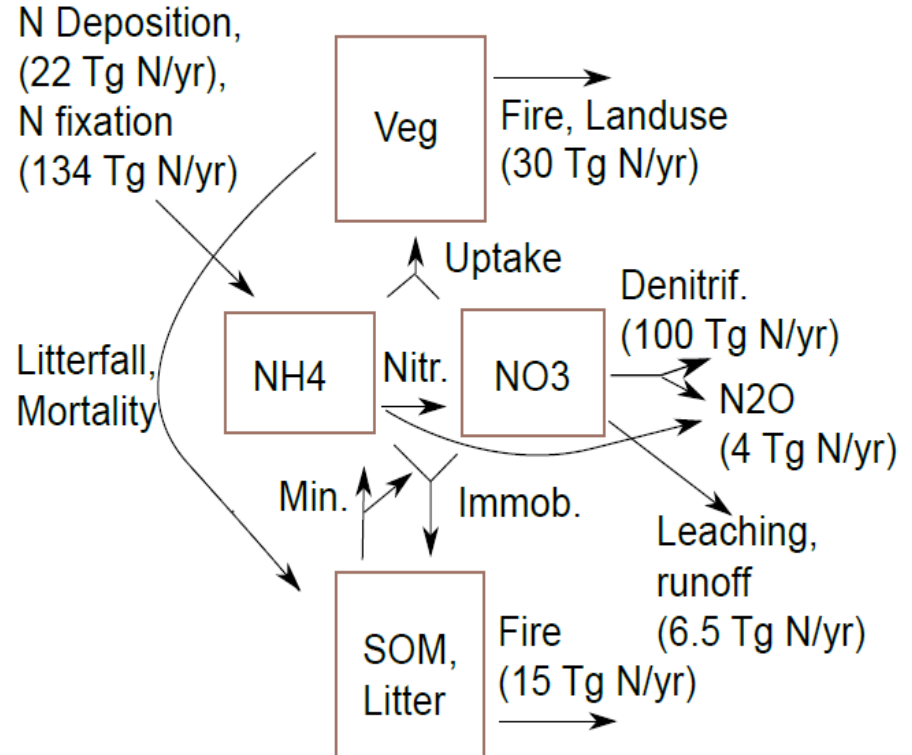 N Deposition,
(22 Tg N/yr),
N fixation
(134 Tg N/yr)
Veg
Fire, Landuse
(30 Tg N/yr)
Uptake
Denitrif.
(100 Tg N/yr)
Litterfall,
Mortality
NH4
Nitr.
NO3
N2O
(4 Tg N/yr)
Min.
Immob.
Leaching,
runoff
(6.5 Tg N/yr)
SOM,
Litter
Fire
(15 Tg N/yr)